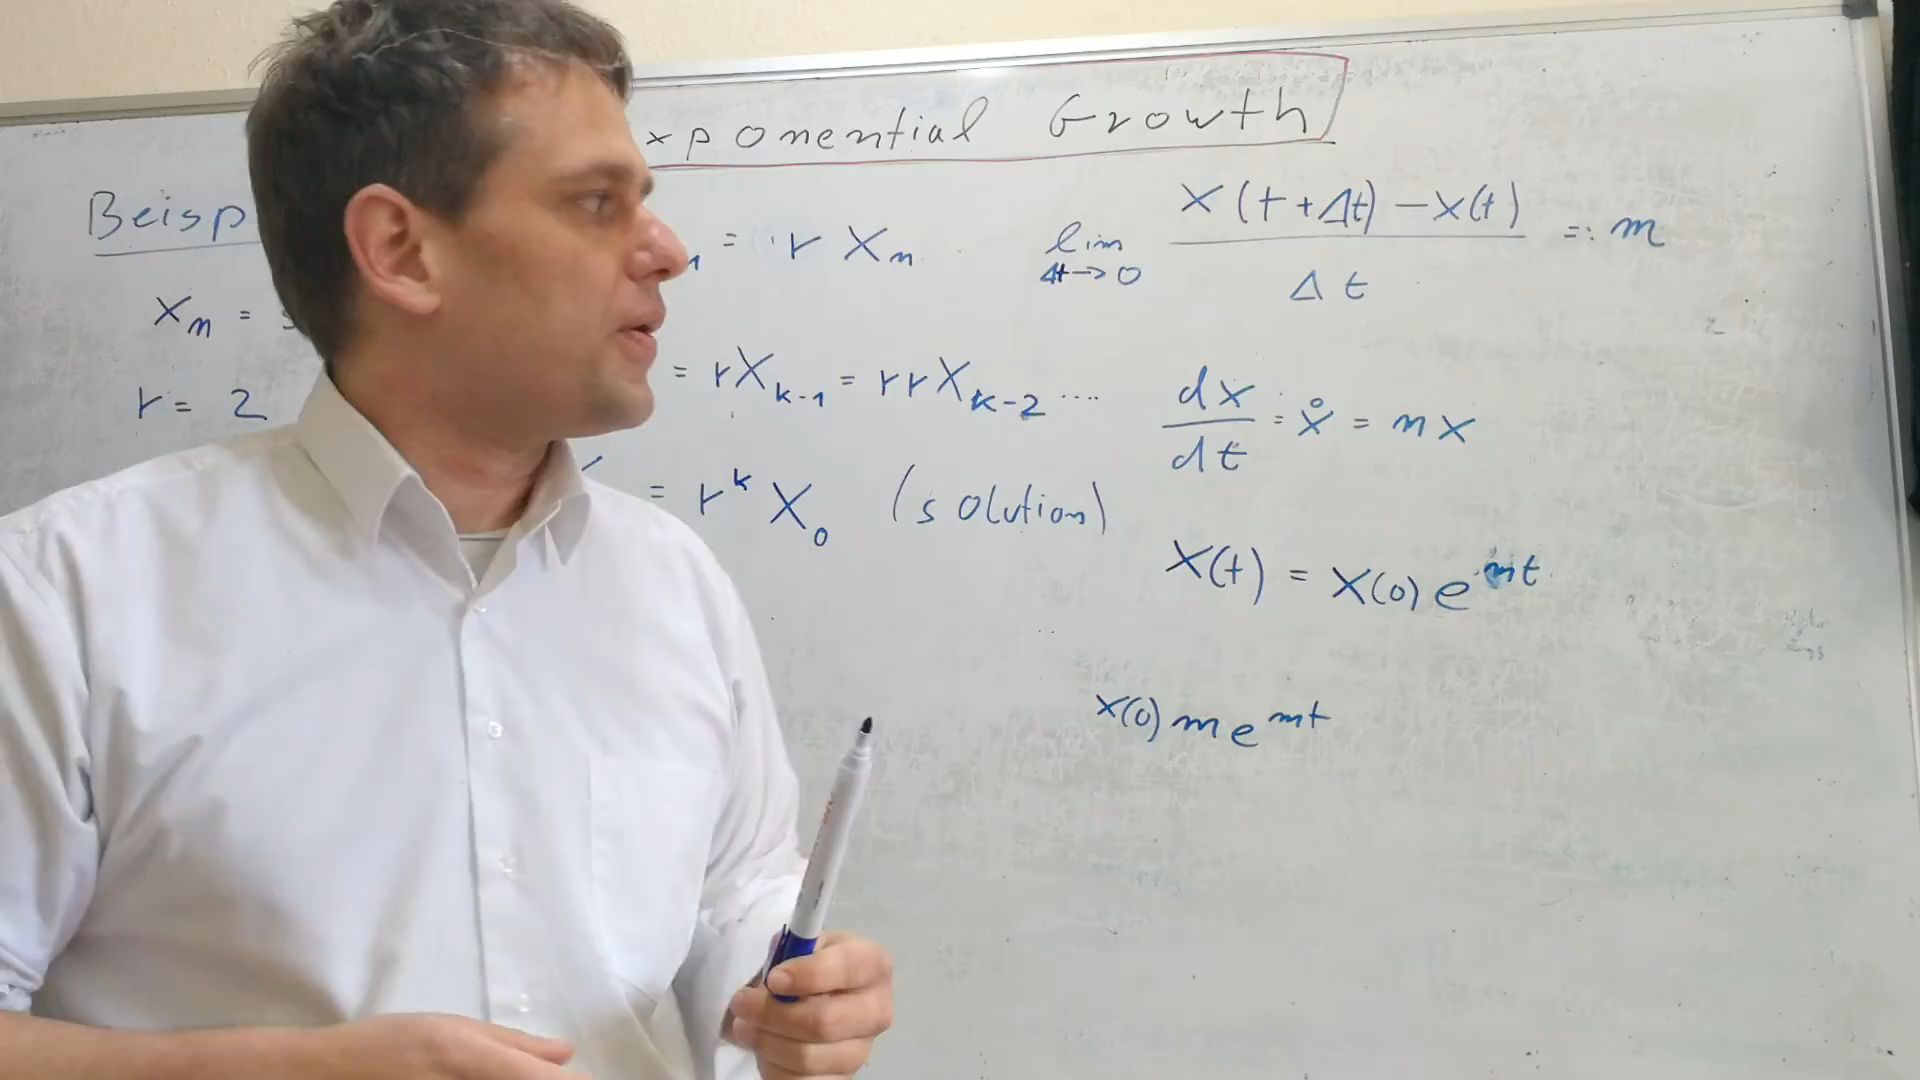 xponential Growth
Beisp
X_n =
r = 2
= r X_n
= r X_{k-1} = r r X_{k-2} ....
= r^k X_0 (solution)
lim Δt→0 X(t+Δt) - X(t) / Δt =: m
dx/dt = ẋ = m x
X(t) = X(0) e^{mt}
X(0) m e^{mt}